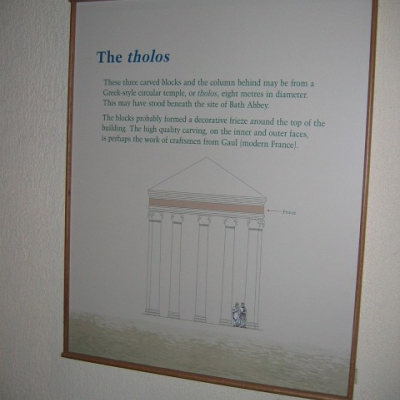 The tholos
These three carved blocks and the column behind may be from a
Greek-style circular temple, or tholos, eight metres in diameter.
This may have stood beneath the site of Bath Abbey.
The blocks probably formed a decorative frieze around the top of the
building. The high quality carving, on the inner and outer faces,
is perhaps the work of craftsmen from Gaul [modern France].
frieze